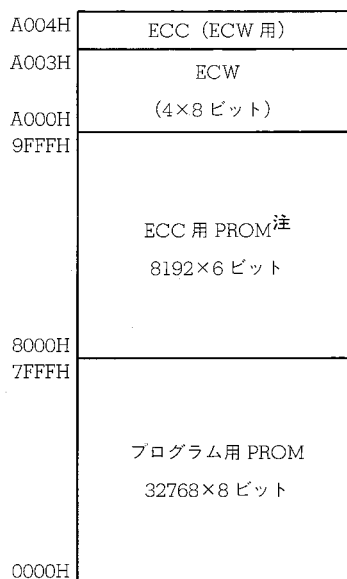 A004H
ECC (ECW 用)
A003H
ECW
(4×8 ビット)
A000H
9FFFH
ECC 用 PROM注
8192×6 ビット
8000H
7FFFH
プログラム用 PROM
32768×8 ビット
0000H